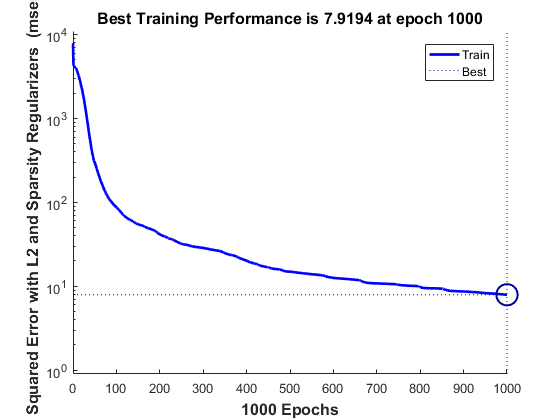 Best Training Performance is 7.9194 at epoch 1000
Squared Error with L2 and Sparsity Regularizers (mse
10^4
10^3
10^2
10^1
10^0
Train
Best
0 100 200 300 400 500 600 700 800 900 1000
1000 Epochs